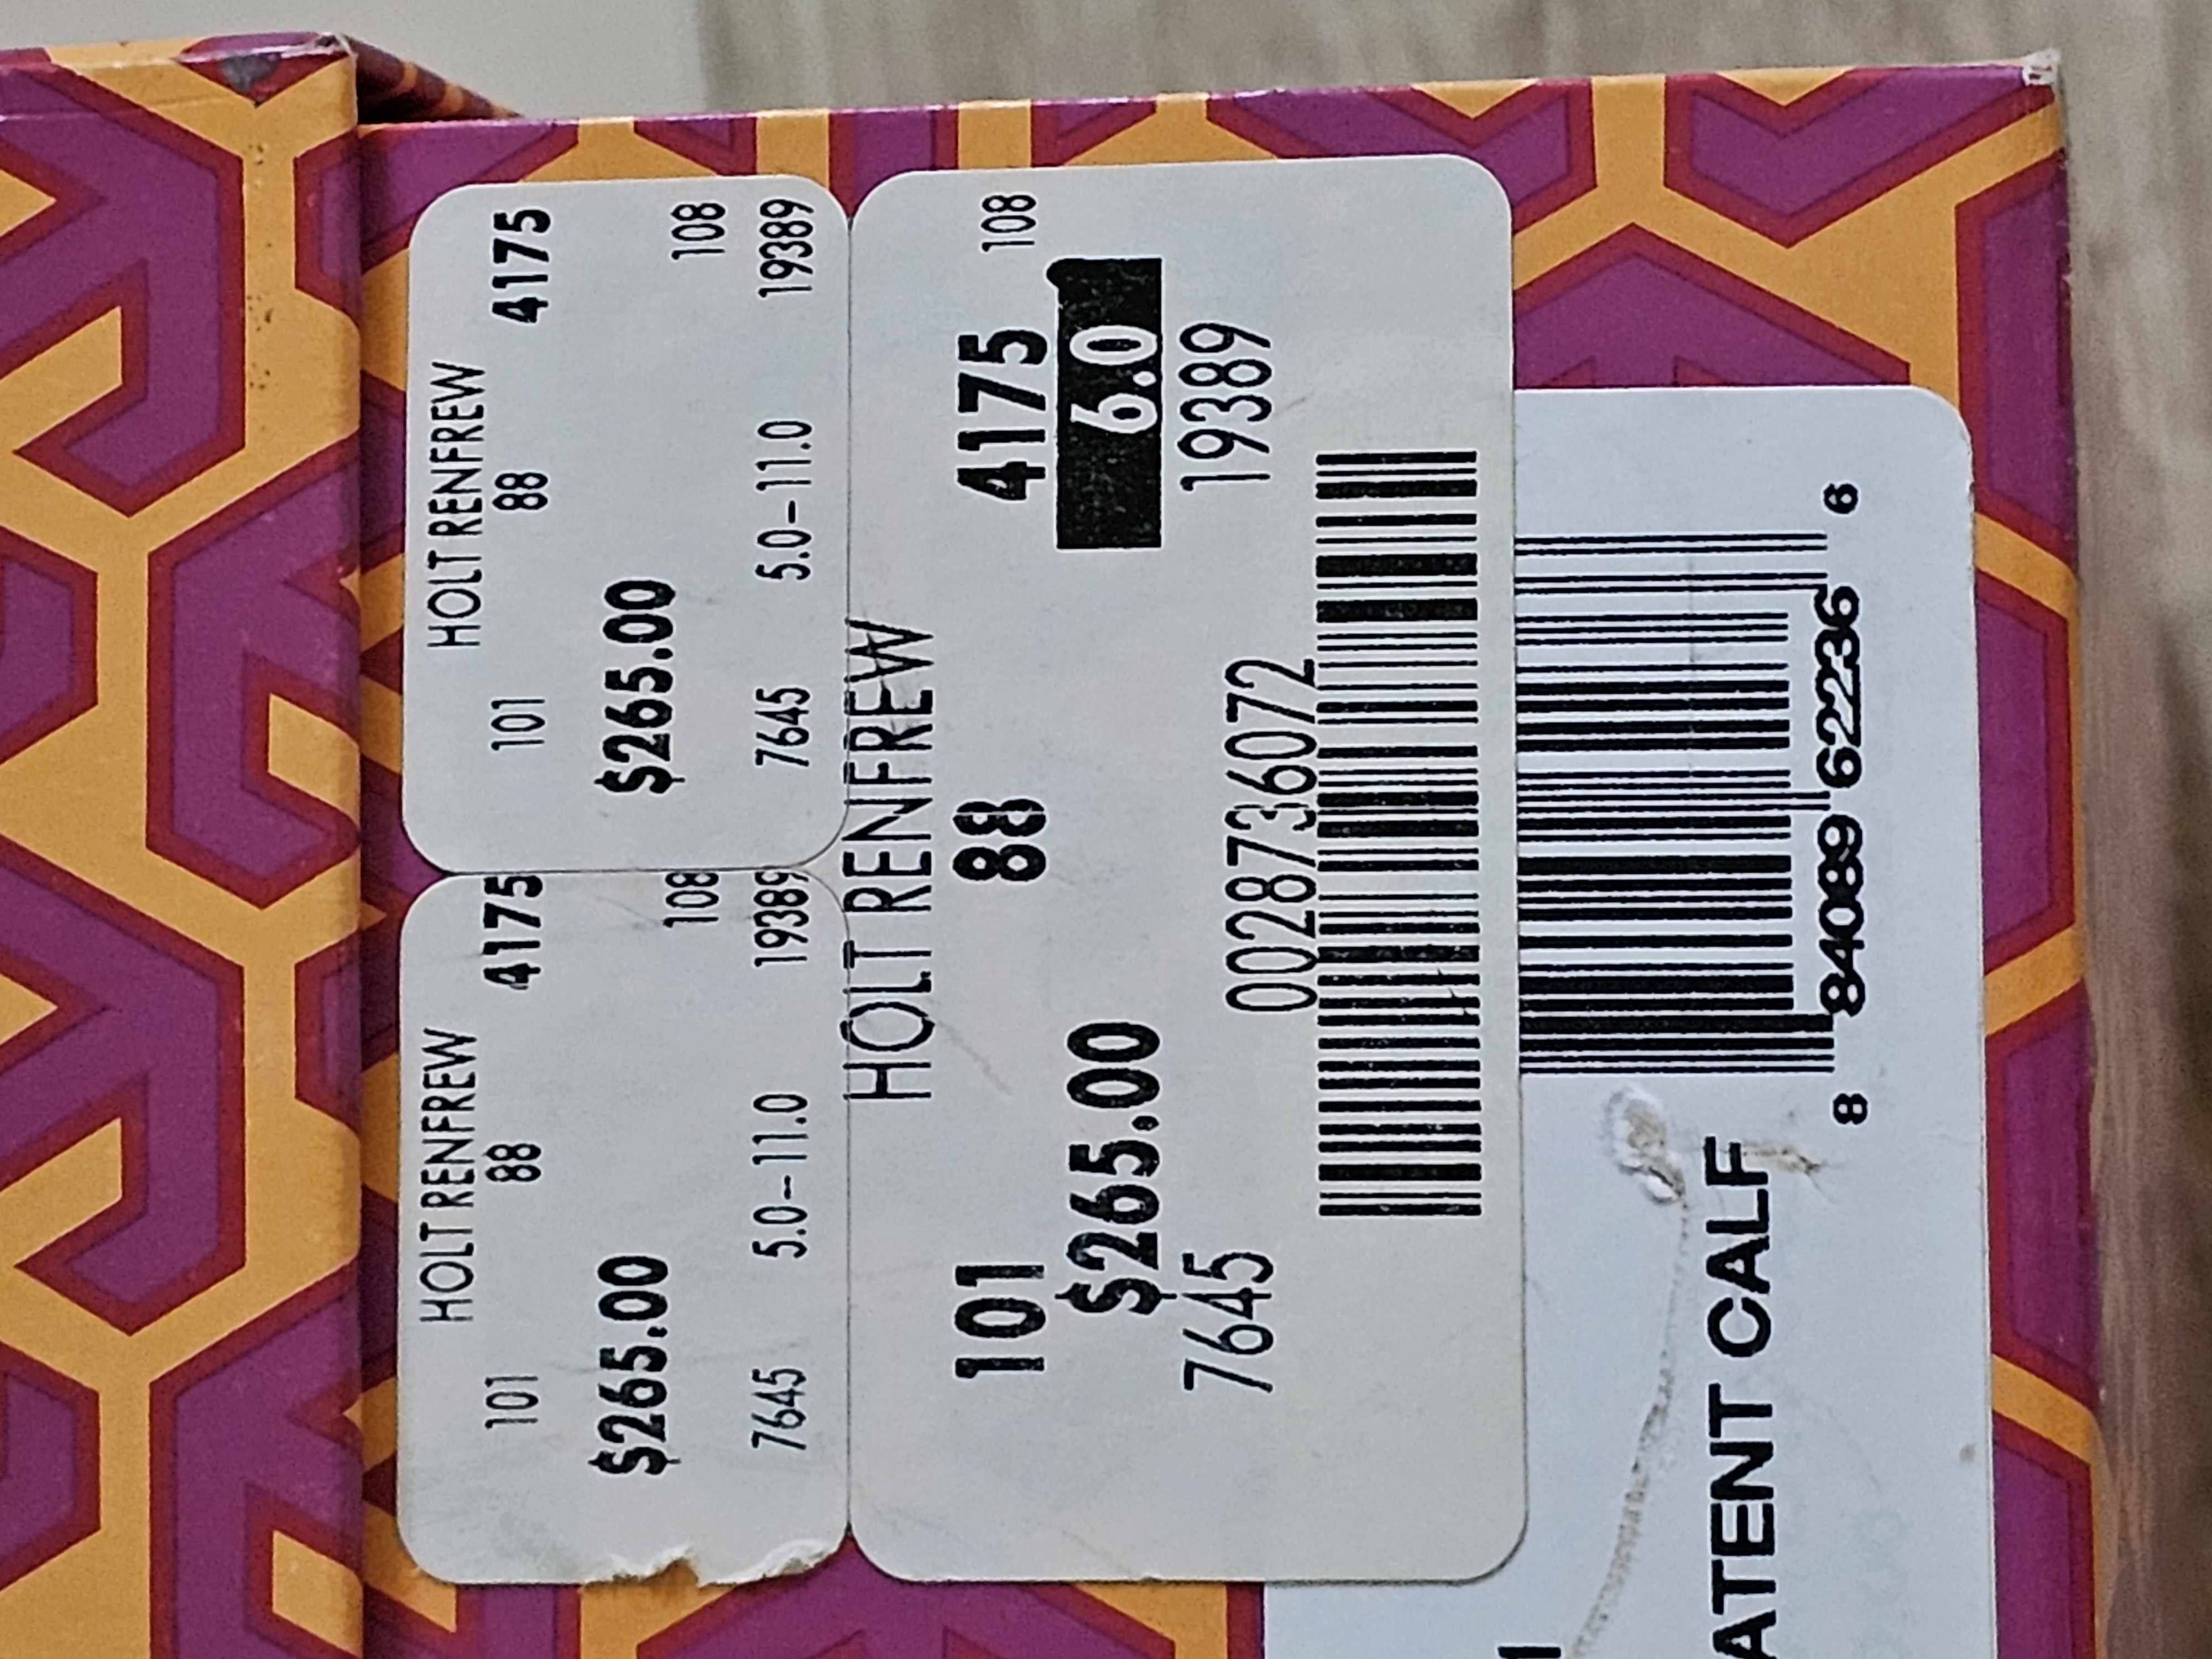 HOLT RENFREW
101 88 4175
$265.00 108
7645 5.0-11.0 19389
HOLT RENFREW
101 88 4175
$265.00 108
7645 5.0-11.0 19389
HOLT RENFREW
101 88 4175 108
$265.00 6.0
7645 19389
0028736072
ATENT CALF
8 84089 62236 6